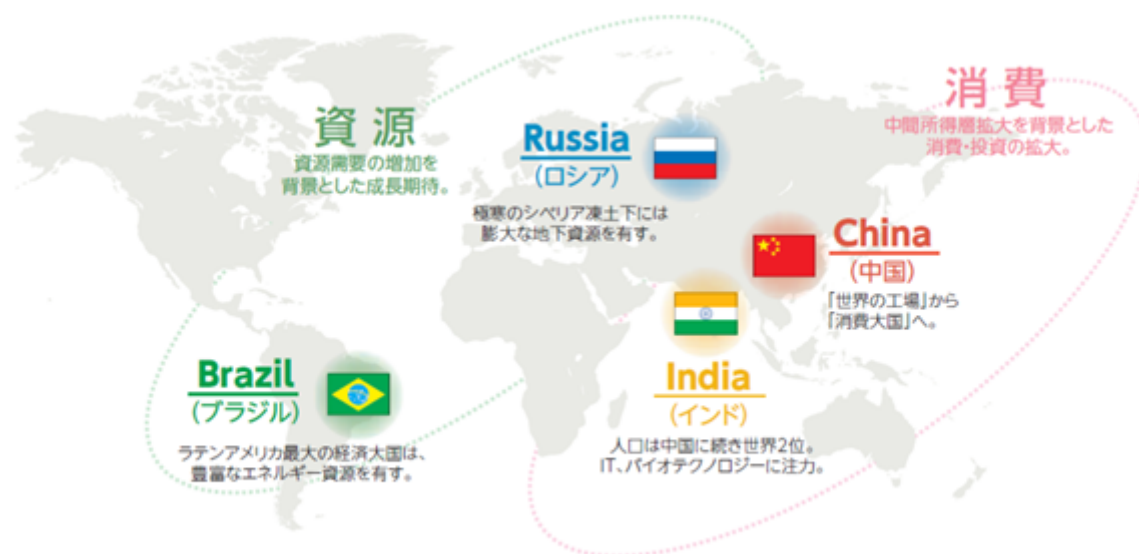 資源
資源需要の増加を
背景とした成長期待。
Russia
(ロシア)
極寒のシベリア凍土下には
膨大な地下資源を有す。
消費
中間所得層拡大を背景とした
消費・投資の拡大。
China
(中国)
「世界の工場」から
「消費大国」へ。
Brazil
(ブラジル)
ラテンアメリカ最大の経済大国は、
豊富なエネルギー資源を有す。
India
(インド)
人口は中国に続き世界2位。
IT、バイオテクノロジーに注力。